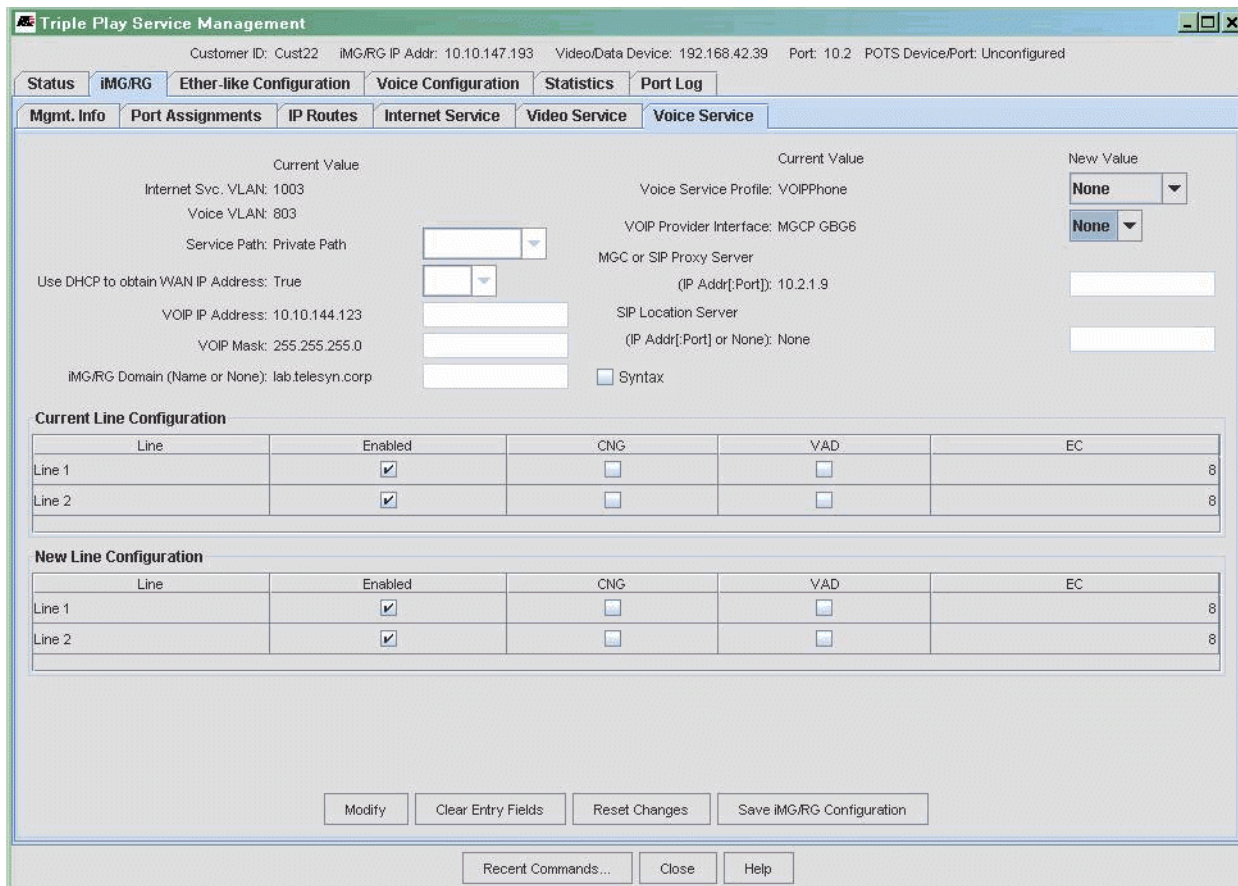 Triple Play Service Management
Customer ID: Cust22 iMG/RG IP Addr: 10.10.147.193 Video/Data Device: 192.168.42.39 Port: 10.2 POTS Device/Port: Unconfigured
Status iMG/RG Ether-like Configuration Voice Configuration Statistics Port Log
Mgmt. Info Port Assignments IP Routes Internet Service Video Service Voice Service
Current Value
Internet Svc. VLAN: 1003
Voice VLAN: 803
Service Path: Private Path
Use DHCP to obtain WAN IP Address: True
VOIP IP Address: 10.10.144.123
VOIP Mask: 255.255.255.0
iMG/RG Domain (Name or None): lab.telesyn.corp
Current Value New Value
Voice Service Profile: VOIPPhone None
VOIP Provider Interface: MGCP GBG6 None
MGC or SIP Proxy Server
(IP Addr[:Port]): 10.2.1.9
SIP Location Server
(IP Addr[:Port] or None): None
Syntax
Current Line Configuration
Line Enabled CNG VAD EC
Line 1 8
Line 2 8
New Line Configuration
Line Enabled CNG VAD EC
Line 1 8
Line 2 8
Modify Clear Entry Fields Reset Changes Save iMG/RG Configuration
Recent Commands... Close Help